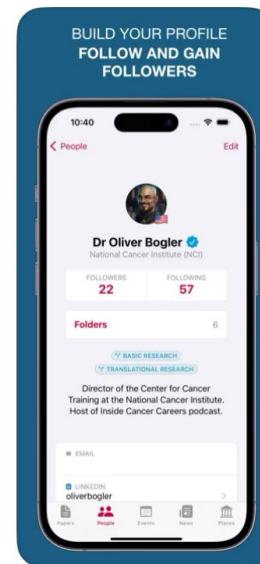 BUILD YOUR PROFILE
FOLLOW AND GAIN
FOLLOWERS
10:40
People
Edit
Dr Oliver Bogler
National Cancer Institute (NCI)
FOLLOWERS
22
FOLLOWING
57
Folders
6
BASIC RESEARCH
TRANSLATIONAL RESEARCH
Director of the Center for Cancer
Training at the National Cancer Institute.
Host of Inside Cancer Careers podcast.
EMAIL
LINKEDIN
oliverbogler
Papers
People
Events
News
Places